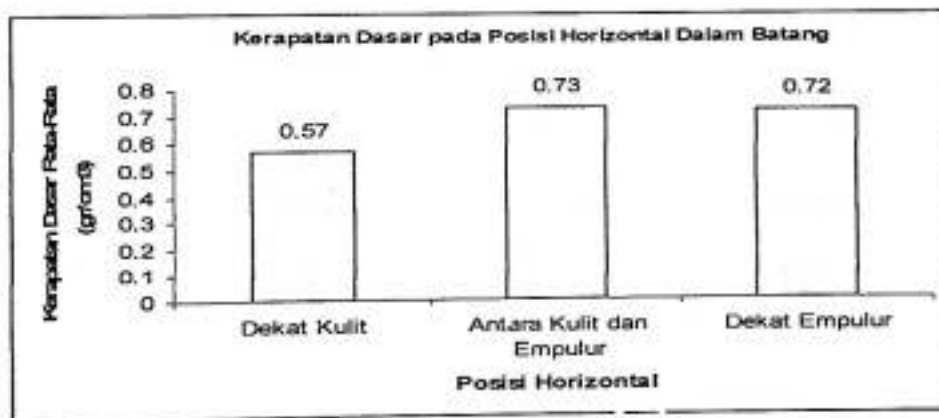 Kerapatan Dasar pada Posisi Horizontal Dalam Batang
Kerapatan Dasar Rata-Rata
(gr/cm3)
0.8
0.7
0.6
0.5
0.4
0.3
0.2
0.1
0
0.57
0.73
0.72
Dekat Kulit
Antara Kulit dan
Empulur
Dekat Empulur
Posisi Horizontal